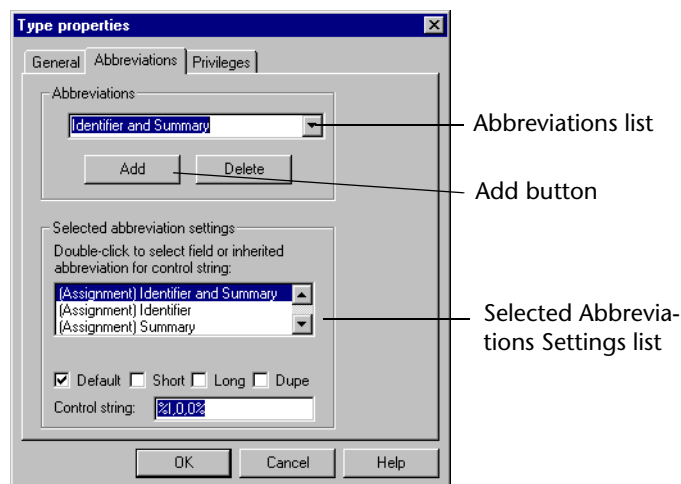 Type properties
General Abbreviations Privileges
Abbreviations
Identifier and Summary
Abbreviations list
Add Delete
Add button
Selected abbreviation settings
Double-click to select field or inherited
abbreviation for control string:
(Assignment) Identifier and Summary
(Assignment) Identifier
(Assignment) Summary
Selected Abbrevia-
tions Settings list
Default Short Long Dupe
Control string: %I,0,0%
OK Cancel Help